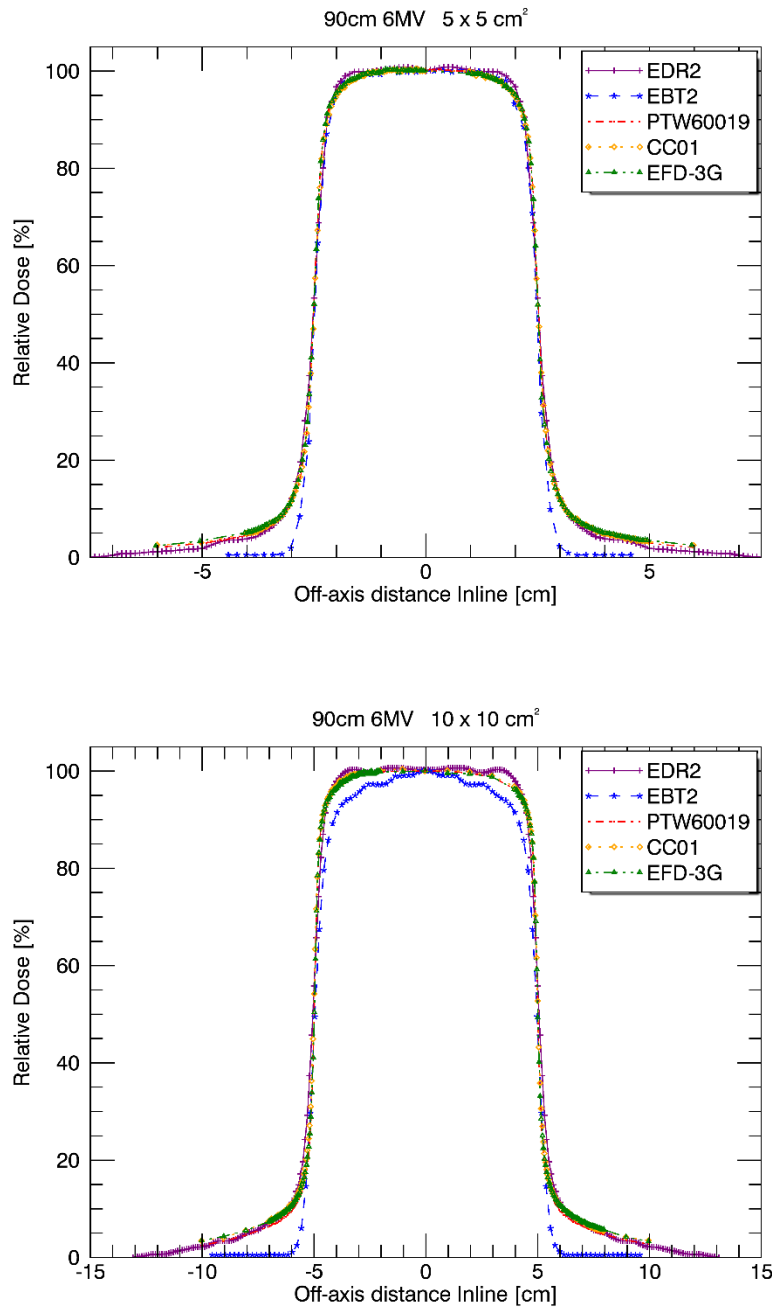 90cm 6MV 5 x 5 cm²
EDR2
EBT2
PTW60019
CC01
EFD-3G
100
80
60
40
20
0
Relative Dose [%]
-5 0 5
Off-axis distance Inline [cm]
90cm 6MV 10 x 10 cm²
EDR2
EBT2
PTW60019
CC01
EFD-3G
100
80
60
40
20
0
Relative Dose [%]
-15 -10 -5 0 5 10 15
Off-axis distance Inline [cm]